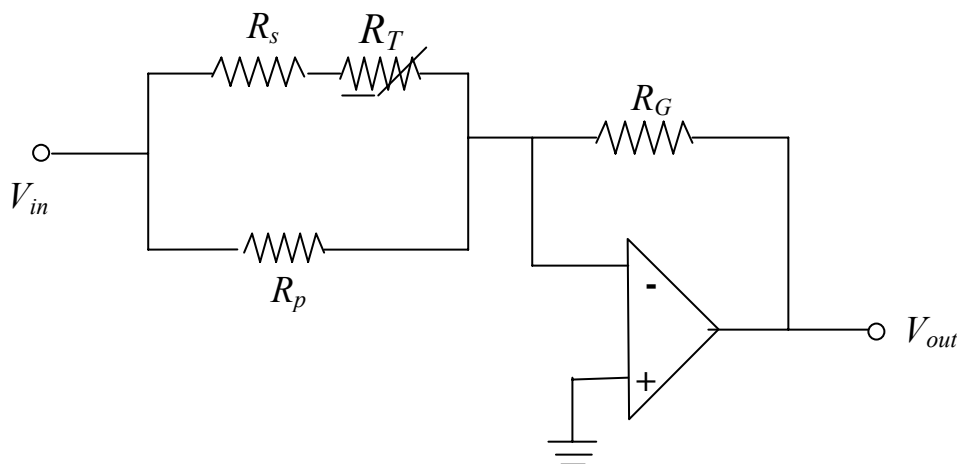 R_s
R_T
R_G
V_in
R_p
-
+
V_out